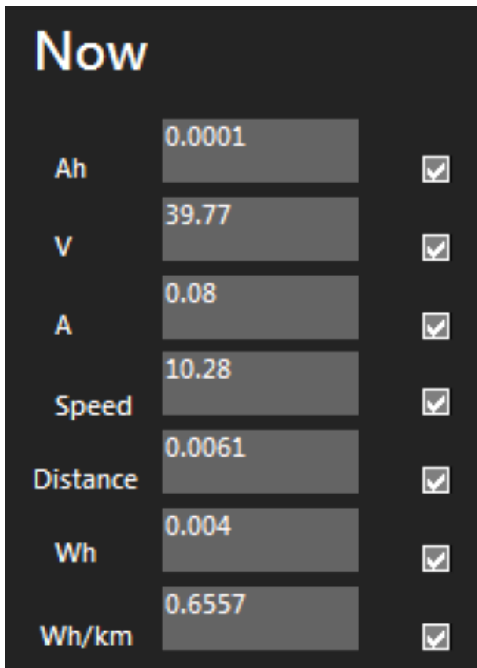 Now
Ah 0.0001
V 39.77
A 0.08
Speed 10.28
Distance 0.0061
Wh 0.004
Wh/km 0.6557